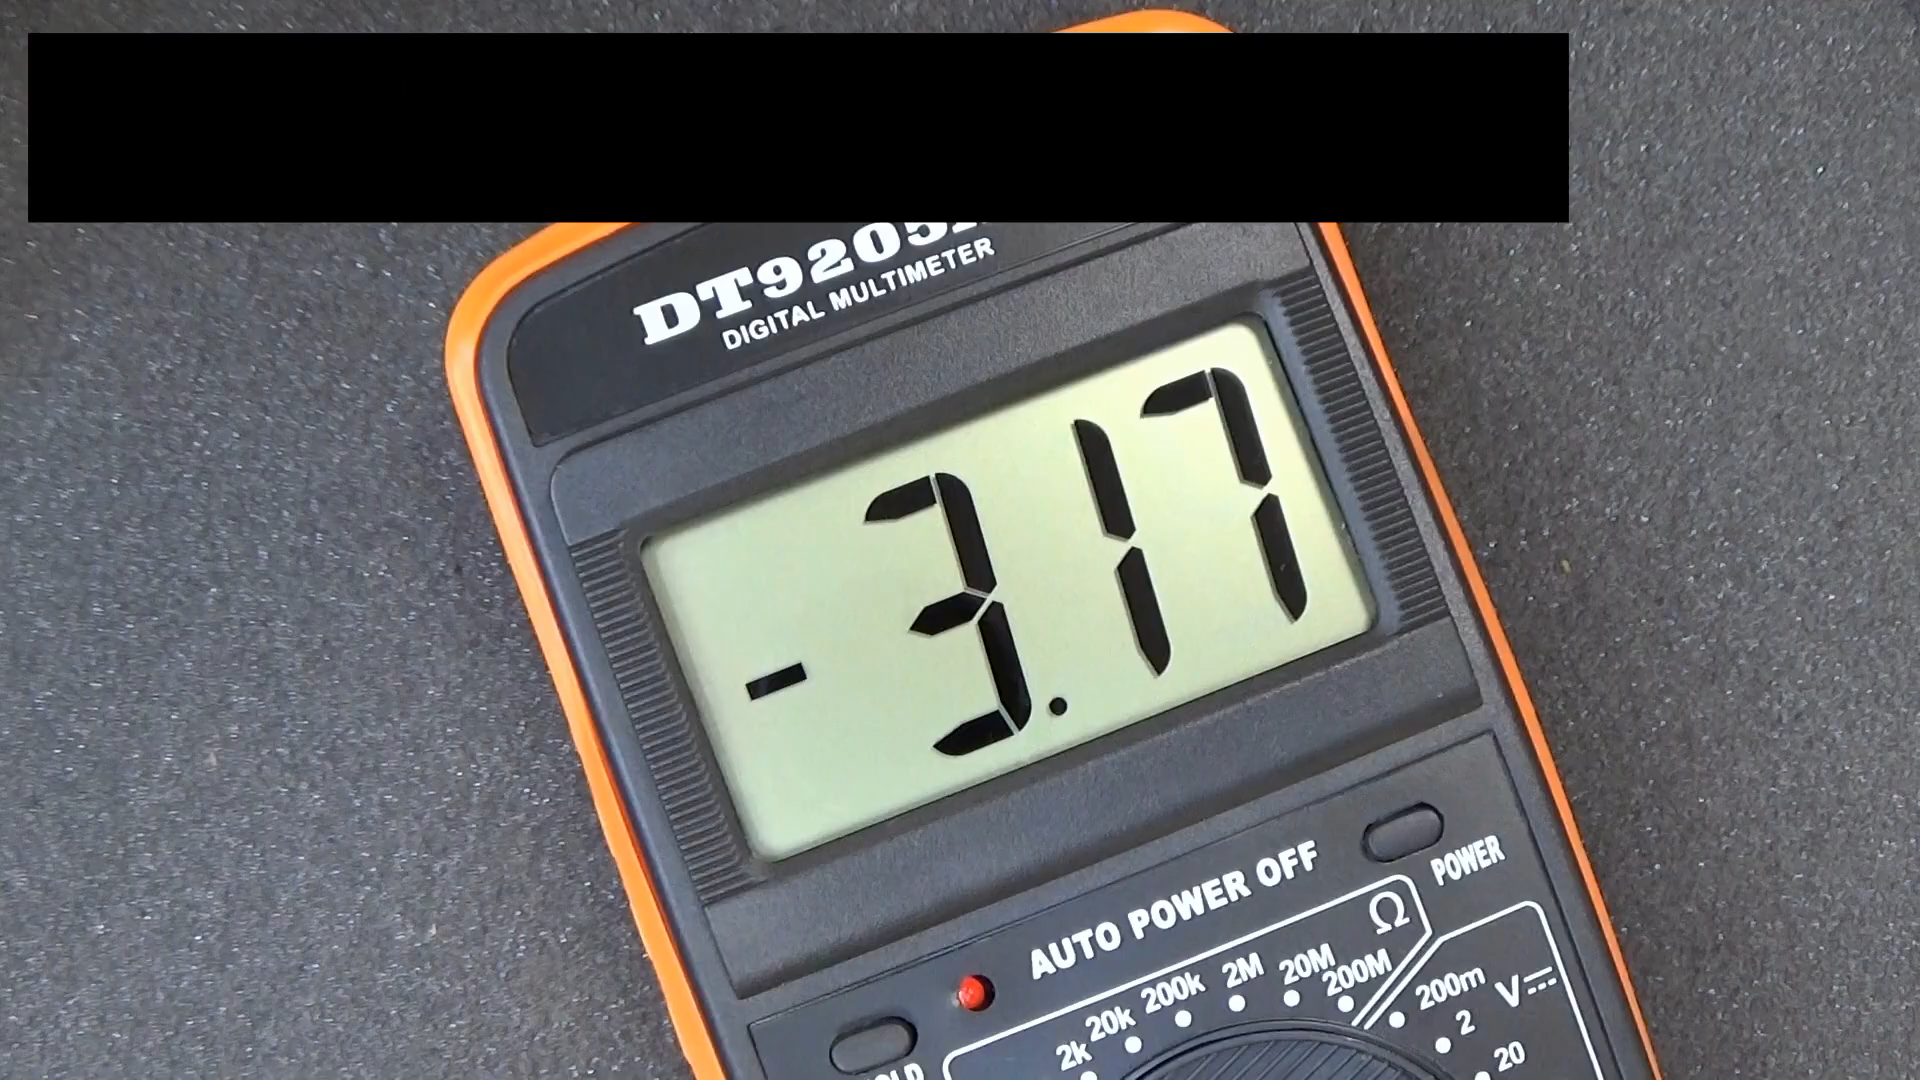 DT9205
DIGITAL MULTIMETER
-3.17
POWER
AUTO POWER OFF
Ω
2k 20k 200k 2M 20M 200M
200m V
2
20